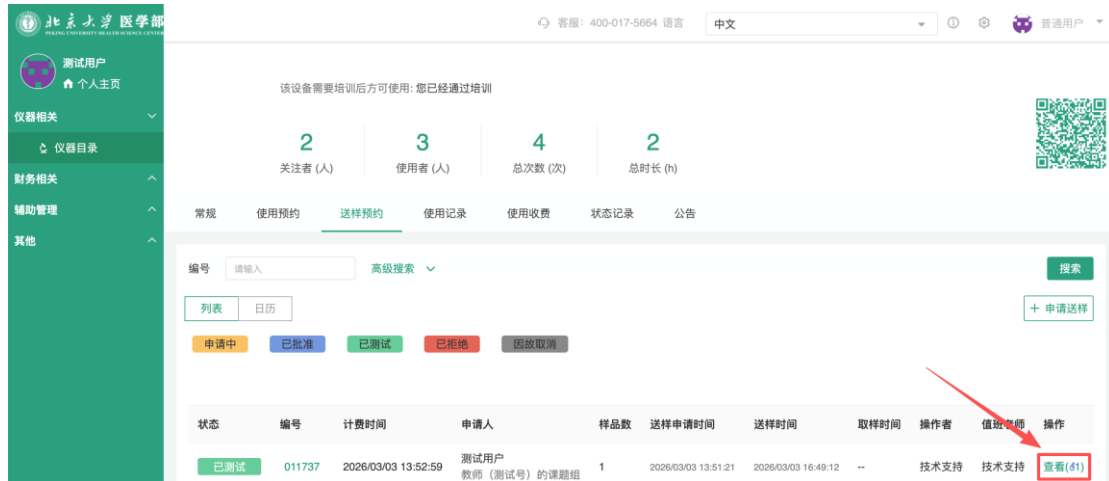 北京大学 医学部
PEKING UNIVERSITY HEALTH SCIENCE CENTER
客服：400-017-5664 语言 中文 普通用户
测试用户
个人主页
仪器相关
仪器目录
财务相关
辅助管理
其他
该设备需要培训后方可使用: 您已经通过培训
2 3 4 2
关注者 (人) 使用者 (人) 总次数 (次) 总时长 (h)
常规 使用预约 送样预约 使用记录 使用收费 状态记录 公告
编号 请输入 高级搜索 搜索
列表 日历 + 申请送样
申请中 已批准 已测试 已拒绝 因故取消
状态 编号 计费时间 申请人 样品数 送样申请时间 送样时间 取样时间 操作者 值班老师 操作
已测试 011737 2026/03/03 13:52:59 测试用户 1 2026/03/03 13:51:21 2026/03/03 16:49:12 -- 技术支持 技术支持 查看(1)
教师（测试号）的课题组